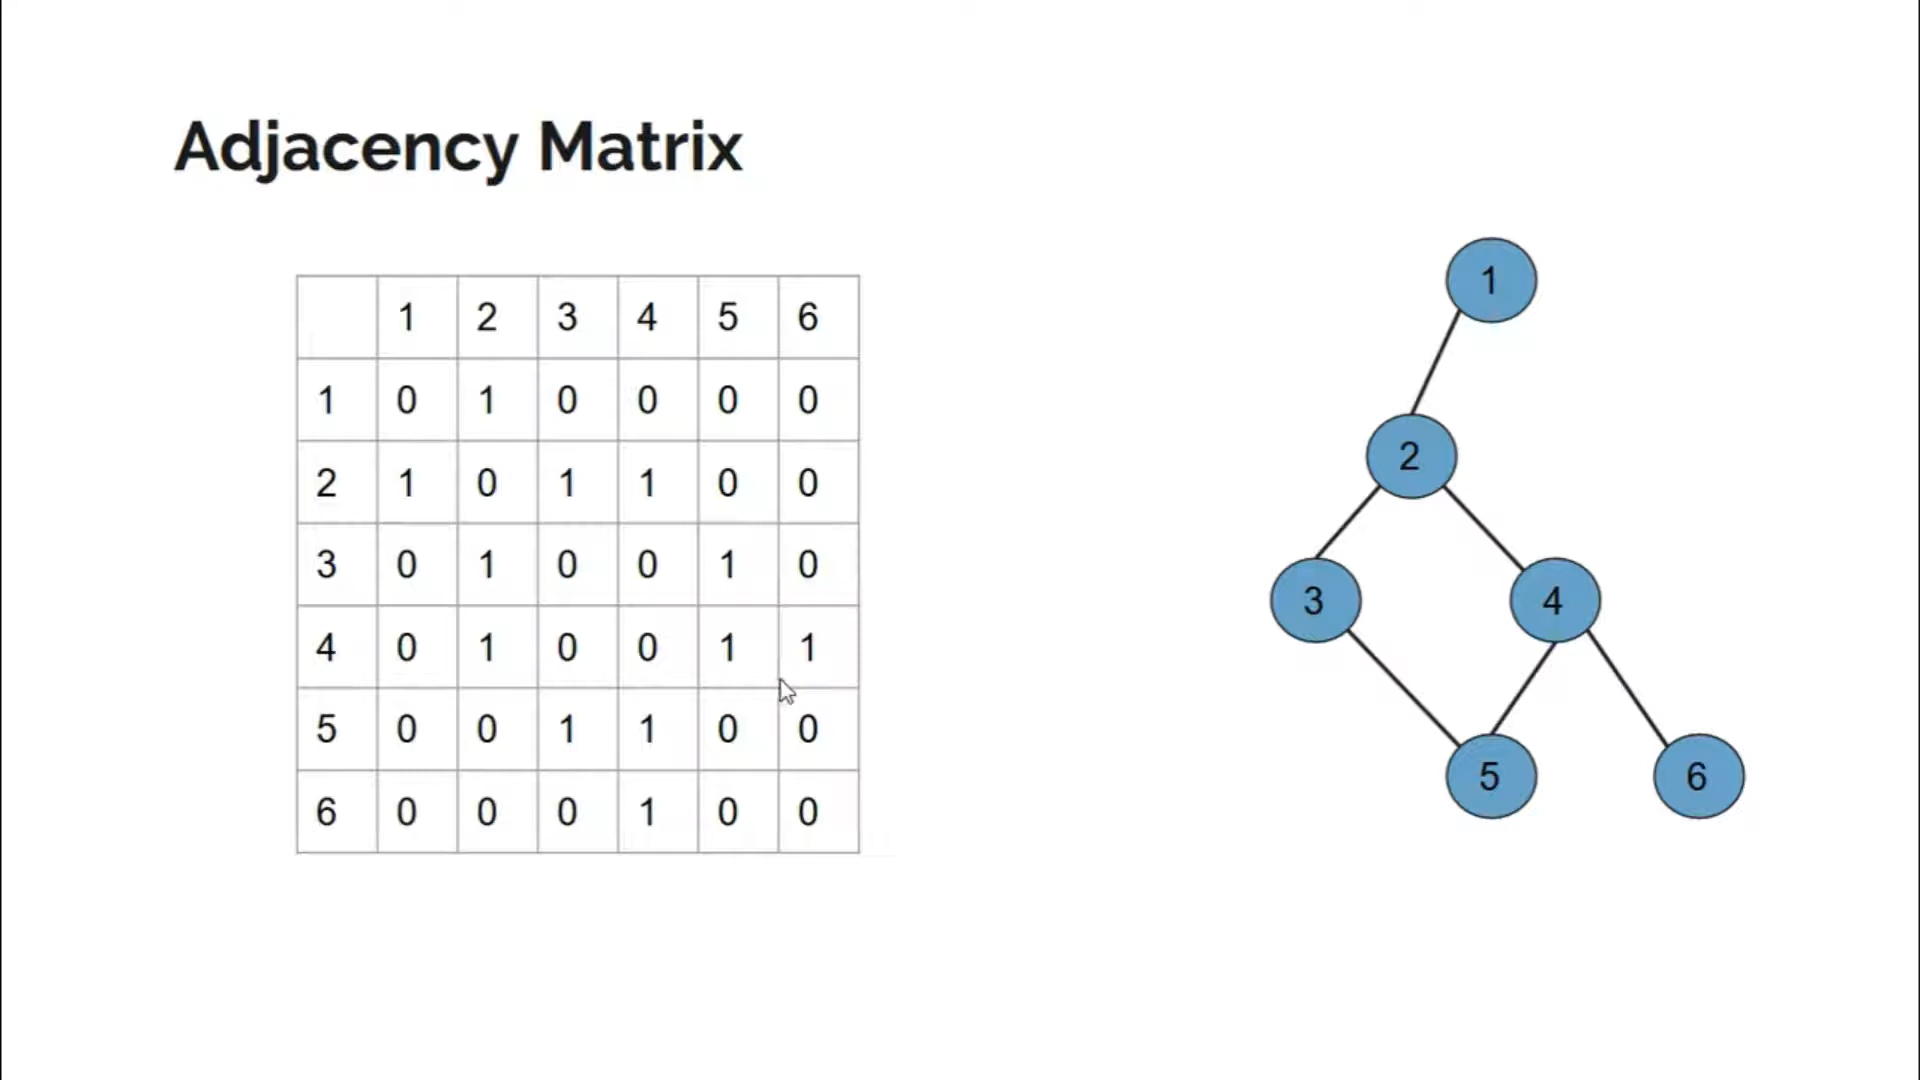 Adjacency Matrix
1 2 3 4 5 6
1 0 1 0 0 0 0
2 1 0 1 1 0 0
3 0 1 0 0 1 0
4 0 1 0 0 1 1
5 0 0 1 1 0 0
6 0 0 0 1 0 0
1
2
3 4
5 6